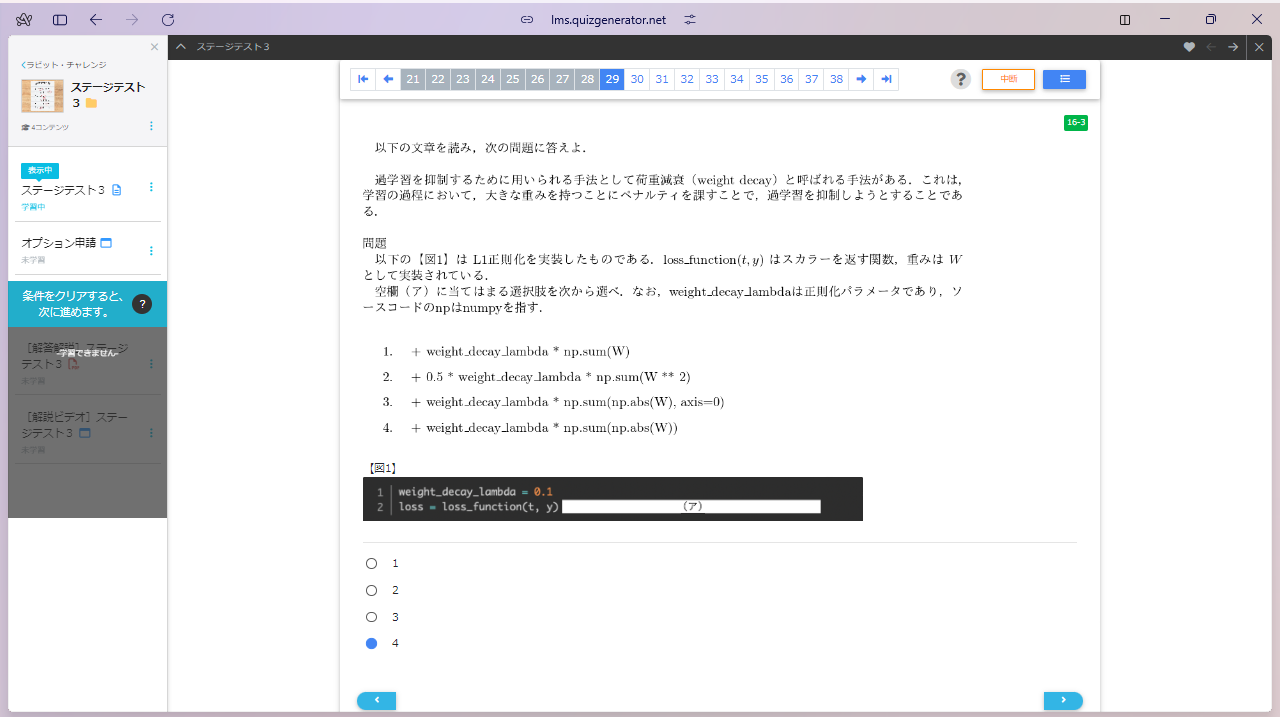 lms.quizgenerator.net
ステージテスト３
ラビット・チャレンジ
ステージテスト
３
4コンテンツ
表示中
ステージテスト３
学習中
オプション申請
未学習
条件をクリアすると、
次に進めます。
?
［解答解説］ステージ
テスト３
-学習できません-
未学習
［解説ビデオ］ステー
ジテスト３
未学習
21 22 23 24 25 26 27 28 29 30 31 32 33 34 35 36 37 38
?
中断
16-3
以下の文章を読み，次の問題に答えよ．
過学習を抑制するために用いられる手法として荷重減衰（weight decay）と呼ばれる手法がある．これは，
学習の過程において，大きな重みを持つことにペナルティを課すことで，過学習を抑制しようとすることであ
る．
問題
以下の【図1】は L1正則化を実装したものである．loss_function(t, y) はスカラーを返す関数，重みは W
として実装されている．
空欄（ア）に当てはまる選択肢を次から選べ．なお，weight_decay_lambdaは正則化パラメータであり，ソ
ースコードのnpはnumpyを指す．
1. + weight_decay_lambda * np.sum(W)
2. + 0.5 * weight_decay_lambda * np.sum(W ** 2)
3. + weight_decay_lambda * np.sum(np.abs(W), axis=0)
4. + weight_decay_lambda * np.sum(np.abs(W))
【図1】
1 weight_decay_lambda = 0.1
2 loss = loss_function(t, y) （ア）
1
2
3
4